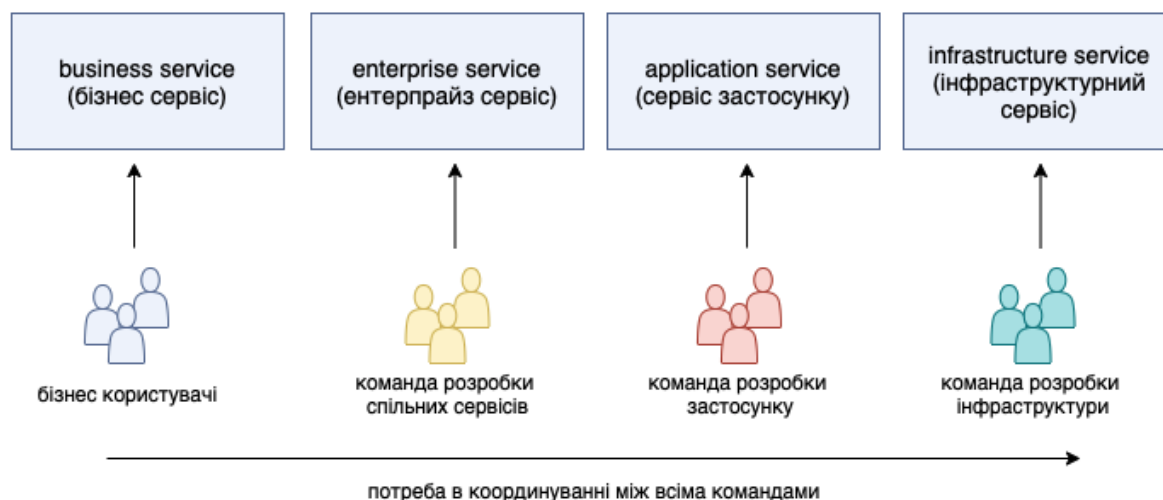 business service
(бізнес сервіс)
enterprise service
(ентерпрайз сервіс)
application service
(сервіс застосунку)
infrastructure service
(інфраструктурний
сервіс)
бізнес користувачі
команда розробки
спільних сервісів
команда розробки
застосунку
команда розробки
інфраструктури
потреба в координуванні між всіма командами